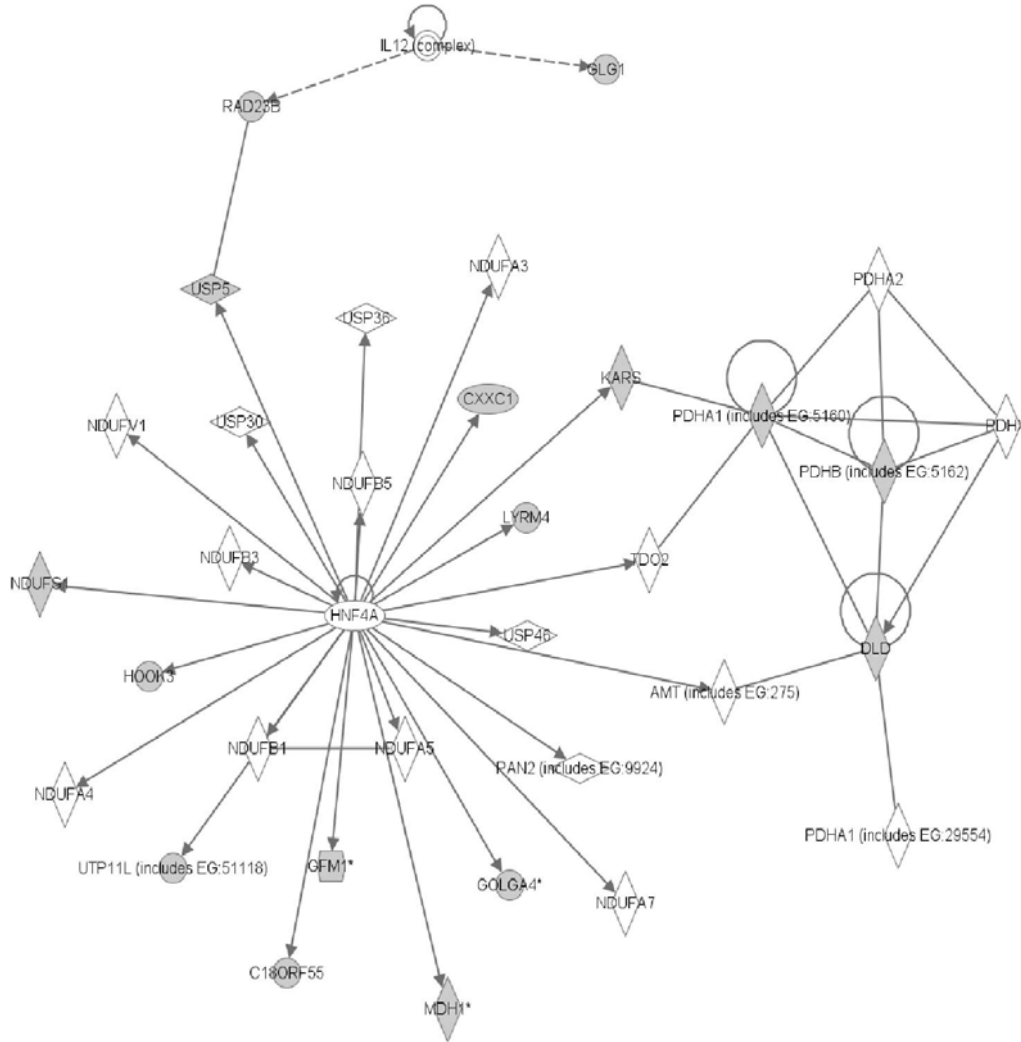 IL12 (complex)
GLG1
RAD23B
NDUFA3
PDHA2
USP5
USP36
KARS
CXXC1
PDHA1 (includes EG:5160)
NDUFV1
USP30
PDHX
PDHB (includes EG:5162)
NDUFB5
LYRM4
NDUFB3
TDO2
NDUFS1
HNF4A
USP46
DLD
HOOK3*
AMT (includes EG:275)
NDUFB1
NDUFA5
PAN2 (includes EG:9924)
NDUFA4
PDHA1 (includes EG:29554)
UTP11L (includes EG:51118)
GFM1*
GOLGA4*
NDUFA7
C18ORF55
MDH1*